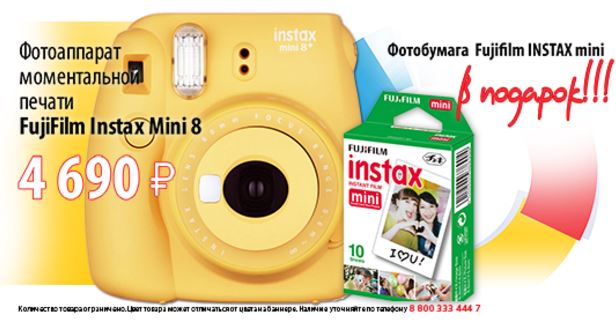 Фотоаппарат
моментальной
печати
FujiFilm Instax Mini 8
4 690 ₽
instax
mini 8+
Фотобумага Fujifilm INSTAX mini
в подарок!!!
FUJIFILM
mini
FUJIFILM
instax
INSTANT FILM
mini
10
Sheets
I ♡ U!
Количество товара ограничено. Цвет товара может отличаться от цвета на баннере. Наличие уточняйте по телефону 8 800 333 444 7